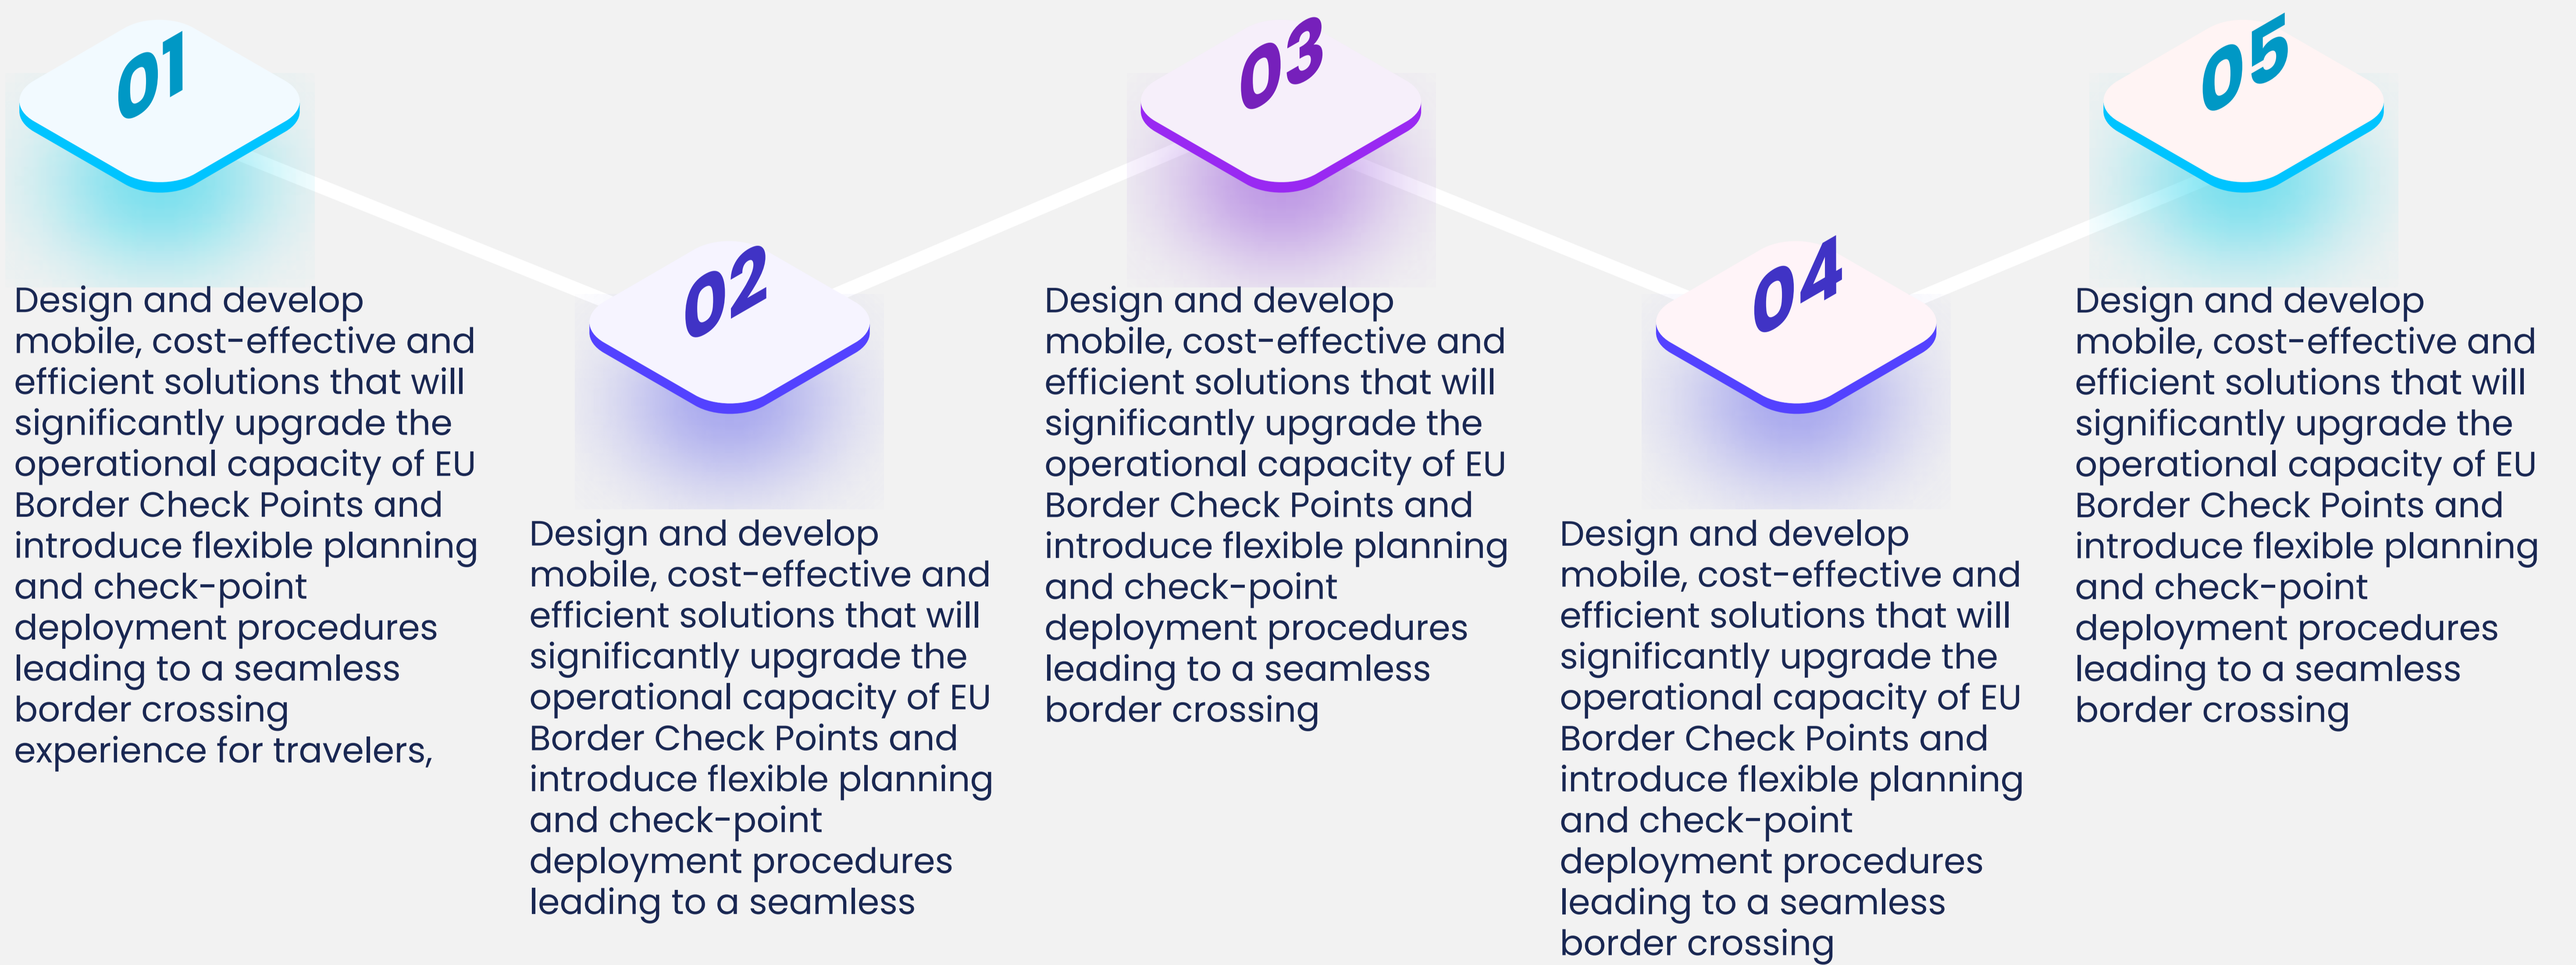 01
Design and develop
mobile, cost-effective and
efficient solutions that will
significantly upgrade the
operational capacity of EU
Border Check Points and
introduce flexible planning
and check-point
deployment procedures
leading to a seamless
border crossing
experience for travelers,
02
Design and develop
mobile, cost-effective and
efficient solutions that will
significantly upgrade the
operational capacity of EU
Border Check Points and
introduce flexible planning
and check-point
deployment procedures
leading to a seamless
03
Design and develop
mobile, cost-effective and
efficient solutions that will
significantly upgrade the
operational capacity of EU
Border Check Points and
introduce flexible planning
and check-point
deployment procedures
leading to a seamless
border crossing
04
Design and develop
mobile, cost-effective and
efficient solutions that will
significantly upgrade the
operational capacity of EU
Border Check Points and
introduce flexible planning
and check-point
deployment procedures
leading to a seamless
border crossing
05
Design and develop
mobile, cost-effective and
efficient solutions that will
significantly upgrade the
operational capacity of EU
Border Check Points and
introduce flexible planning
and check-point
deployment procedures
leading to a seamless
border crossing